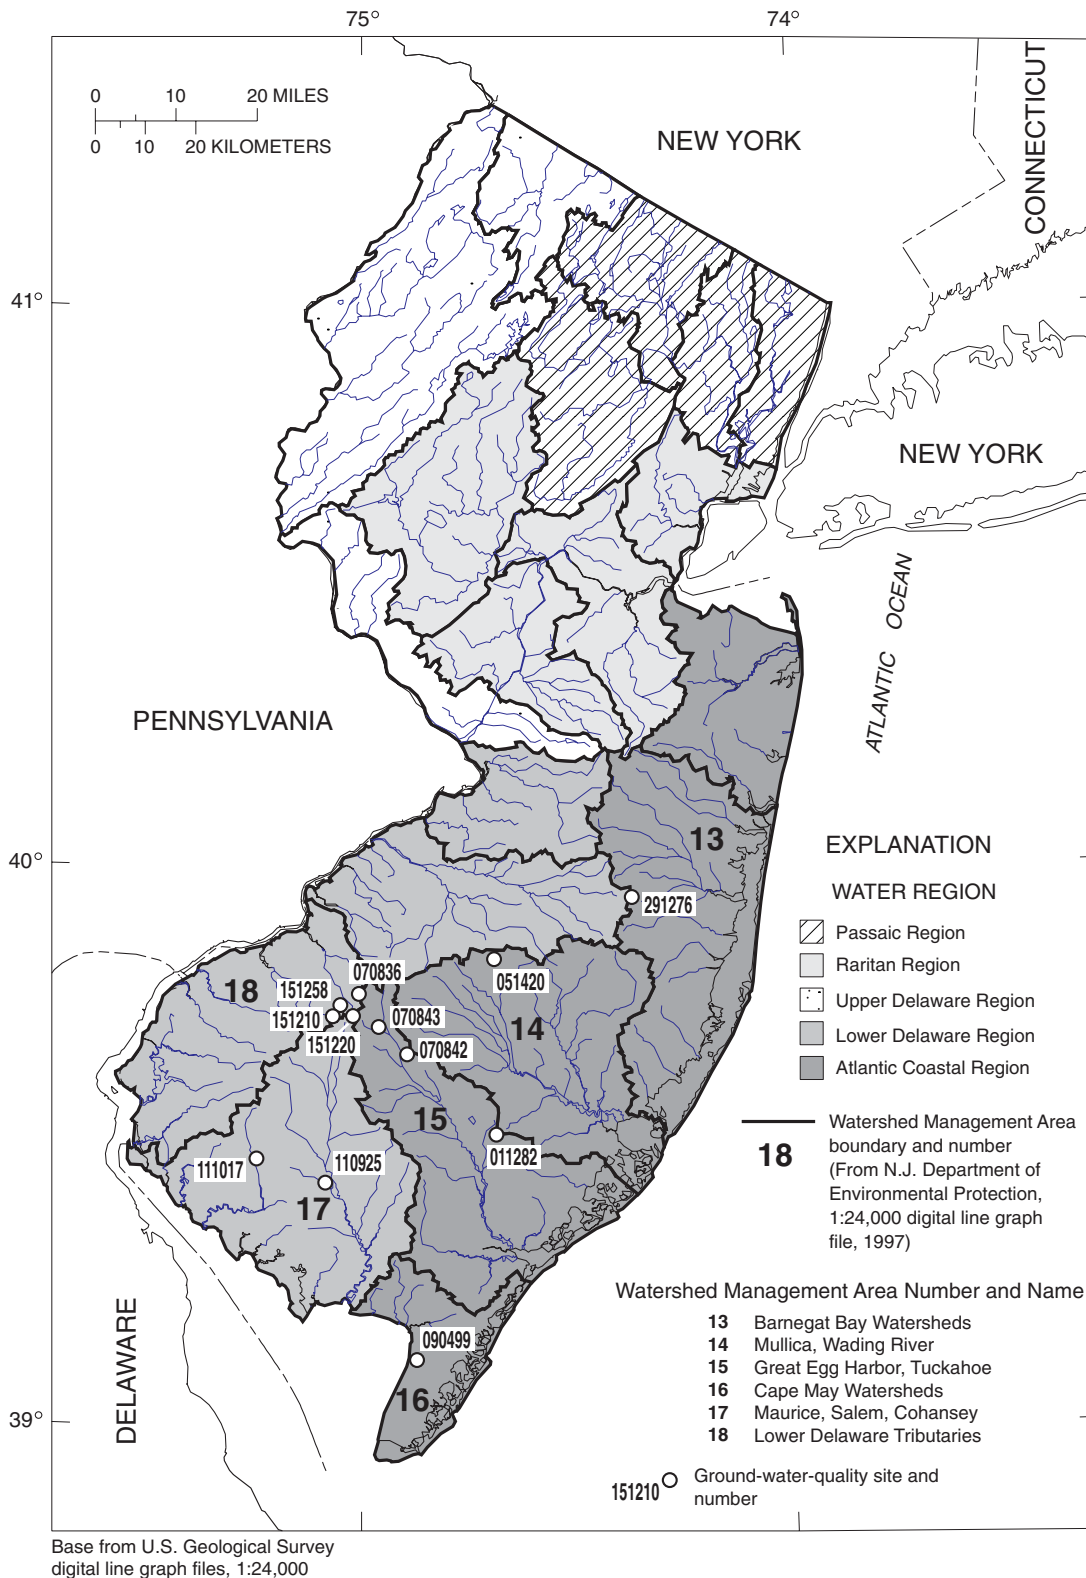 75°
74°
0 10 20 MILES
0 10 20 KILOMETERS
NEW YORK
CONNECTICUT
41°
NEW YORK
ATLANTIC OCEAN
PENNSYLVANIA
40°
13
291276
EXPLANATION
WATER REGION
Passaic Region
Raritan Region
Upper Delaware Region
Lower Delaware Region
Atlantic Coastal Region
Watershed Management Area
boundary and number
(From N.J. Department of
Environmental Protection,
1:24,000 digital line graph
file, 1997)
18
18
070836
151258
151210
151220
070843
070842
051420
14
15
011282
111017
110925
17
090499
16
DELAWARE
39°
Watershed Management Area Number and Name
13 Barnegat Bay Watersheds
14 Mullica, Wading River
15 Great Egg Harbor, Tuckahoe
16 Cape May Watersheds
17 Maurice, Salem, Cohansey
18 Lower Delaware Tributaries
151210 Ground-water-quality site and
number
Base from U.S. Geological Survey
digital line graph files, 1:24,000